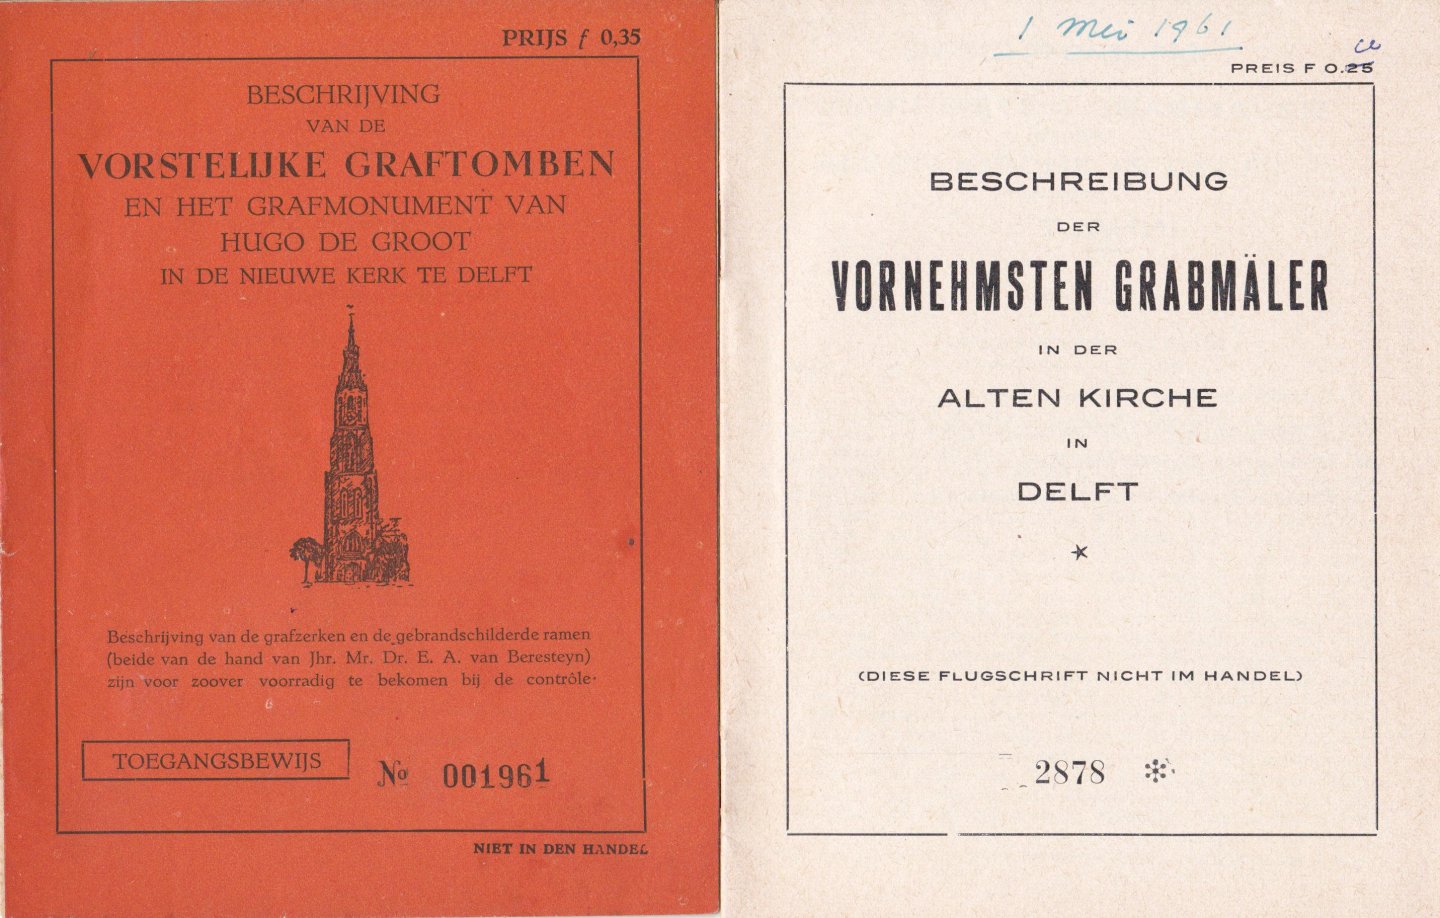 PRIJS f 0,35
BESCHRIJVING
VAN DE
VORSTELIJKE GRAFTOMBEN
EN HET GRAFMONUMENT VAN
HUGO DE GROOT
IN DE NIEUWE KERK TE DELFT
Beschrijving van de grafzerken en de gebrandschilderde ramen
(beide van de hand van Jhr. Mr. Dr. E. A. van Beresteyn)
zijn voor zoover voorradig te bekomen bij de contrôle.
TOEGANGSBEWIJS
No 001961
NIET IN DEN HANDEL
1 Mei 1961
PREIS F 0.25
BESCHREIBUNG
DER
VORNEHMSTEN GRABMÄLER
IN DER
ALTEN KIRCHE
IN
DELFT
(DIESE FLUGSCHRIFT NICHT IM HANDEL)
2878